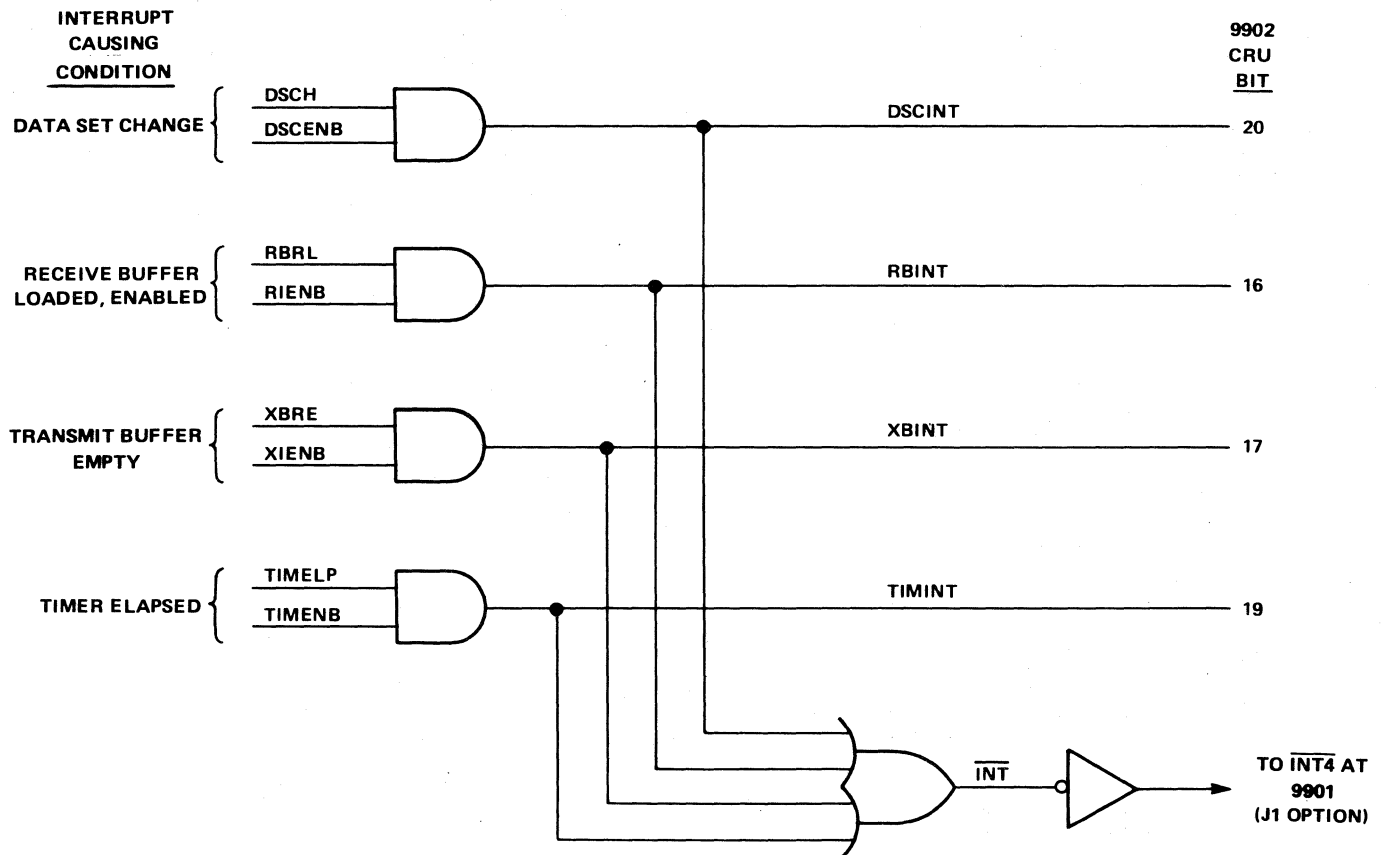 INTERRUPT
CAUSING
CONDITION
9902
CRU
BIT
DATA SET CHANGE
DSCH
DSCENB
DSCINT
20
RECEIVE BUFFER
LOADED, ENABLED
RBRL
RIENB
RBINT
16
TRANSMIT BUFFER
EMPTY
XBRE
XIENB
XBINT
17
TIMER ELAPSED
TIMELP
TIMENB
TIMINT
19
INT
TO INT4 AT
9901
(J1 OPTION)